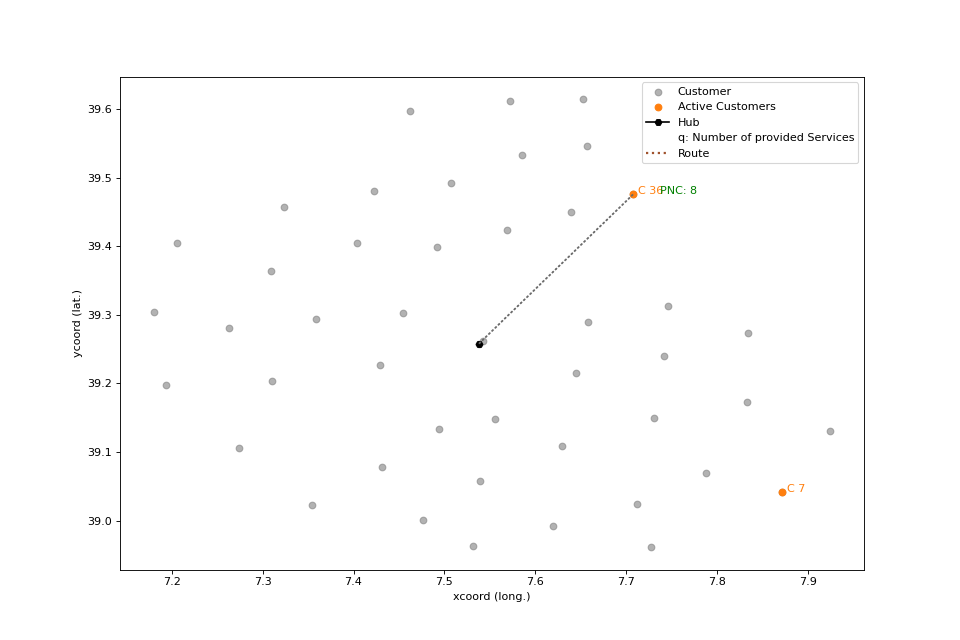 Customer
Active Customers
Hub
q: Number of provided Services
Route
39.6
39.5
39.4
39.3
39.2
39.1
39.0
ycoord (lat.)
C 36
PNC: 8
C 7
7.2 7.3 7.4 7.5 7.6 7.7 7.8 7.9
xcoord (long.)